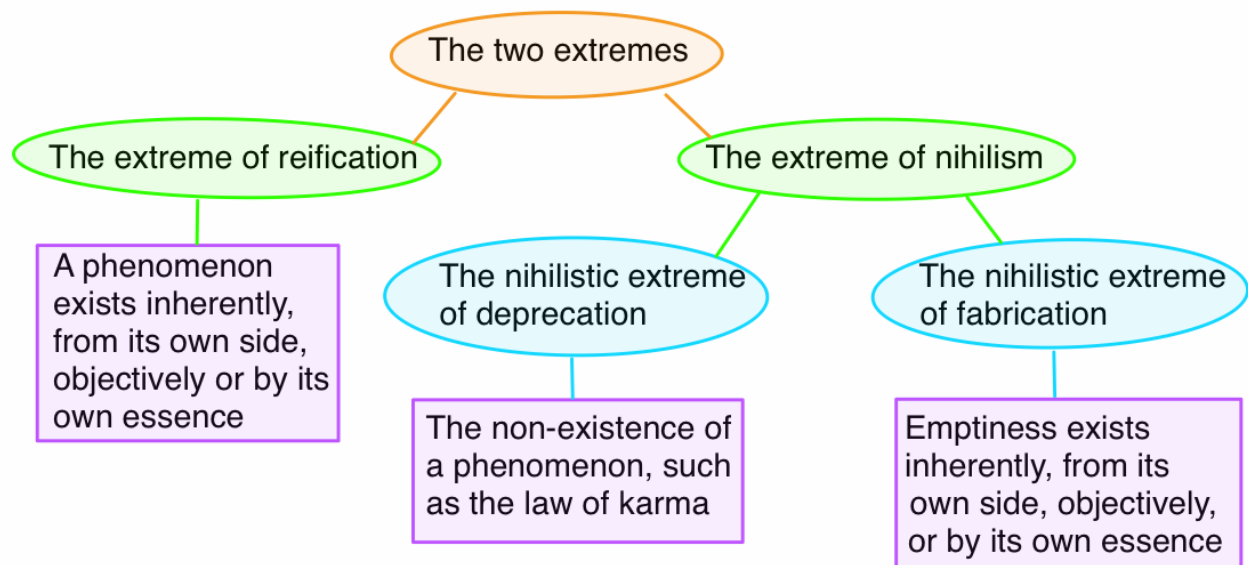 The two extremes
The extreme of reification
The extreme of nihilism
A phenomenon
exists inherently,
from its own side,
objectively or by its
own essence
The nihilistic extreme
of deprecation
The nihilistic extreme
of fabrication
The non-existence of
a phenomenon, such
as the law of karma
Emptiness exists
inherently, from its
own side, objectively,
or by its own essence